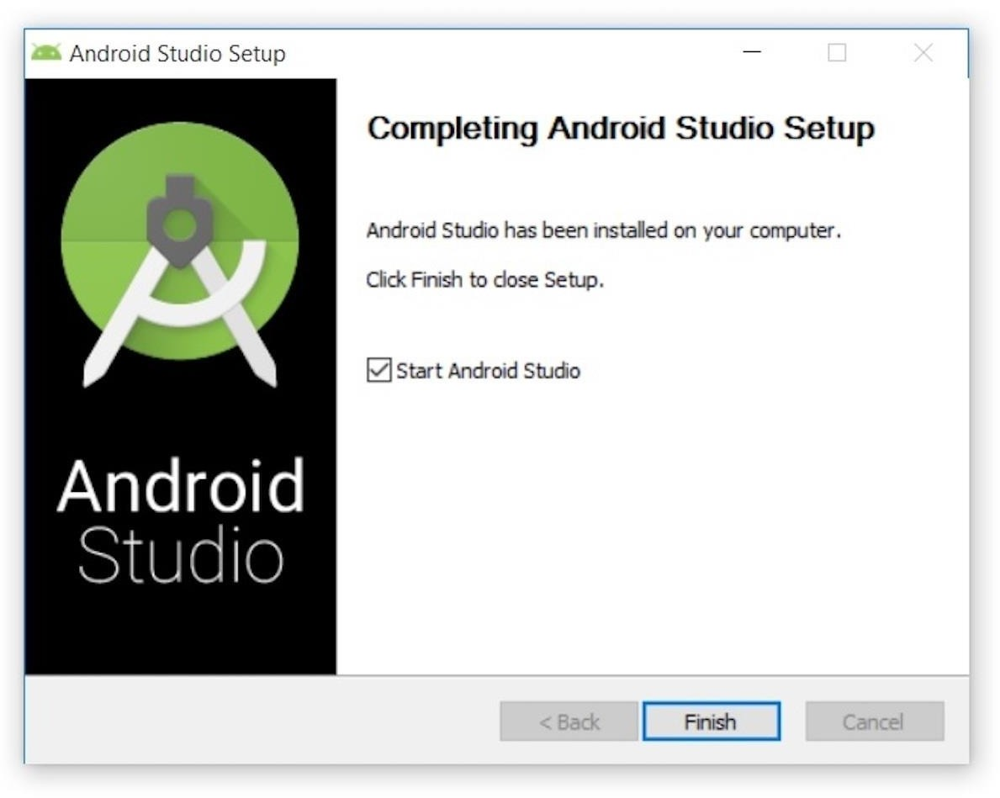 Android Studio Setup
Completing Android Studio Setup
Android Studio has been installed on your computer.
Click Finish to close Setup.
Start Android Studio
Android
Studio
< Back
Finish
Cancel